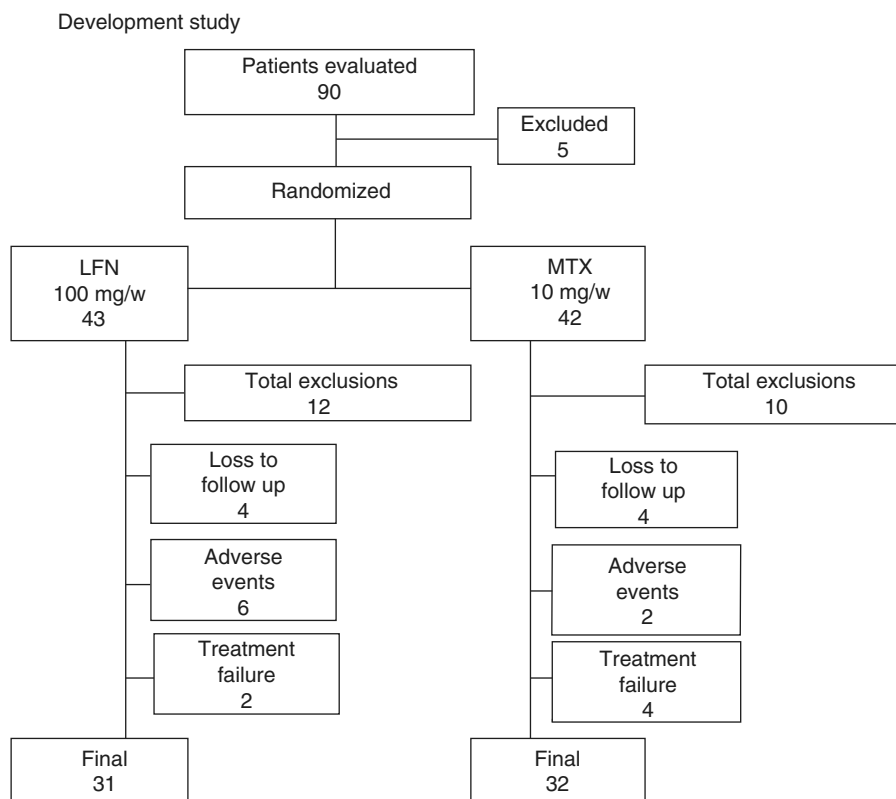 Development study
Patients evaluated
90
Excluded
5
Randomized
LFN
100 mg/w
43
MTX
10 mg/w
42
Total exclusions
12
Total exclusions
10
Loss to
follow up
4
Loss to
follow up
4
Adverse
events
6
Adverse
events
2
Treatment
failure
2
Treatment
failure
4
Final
31
Final
32